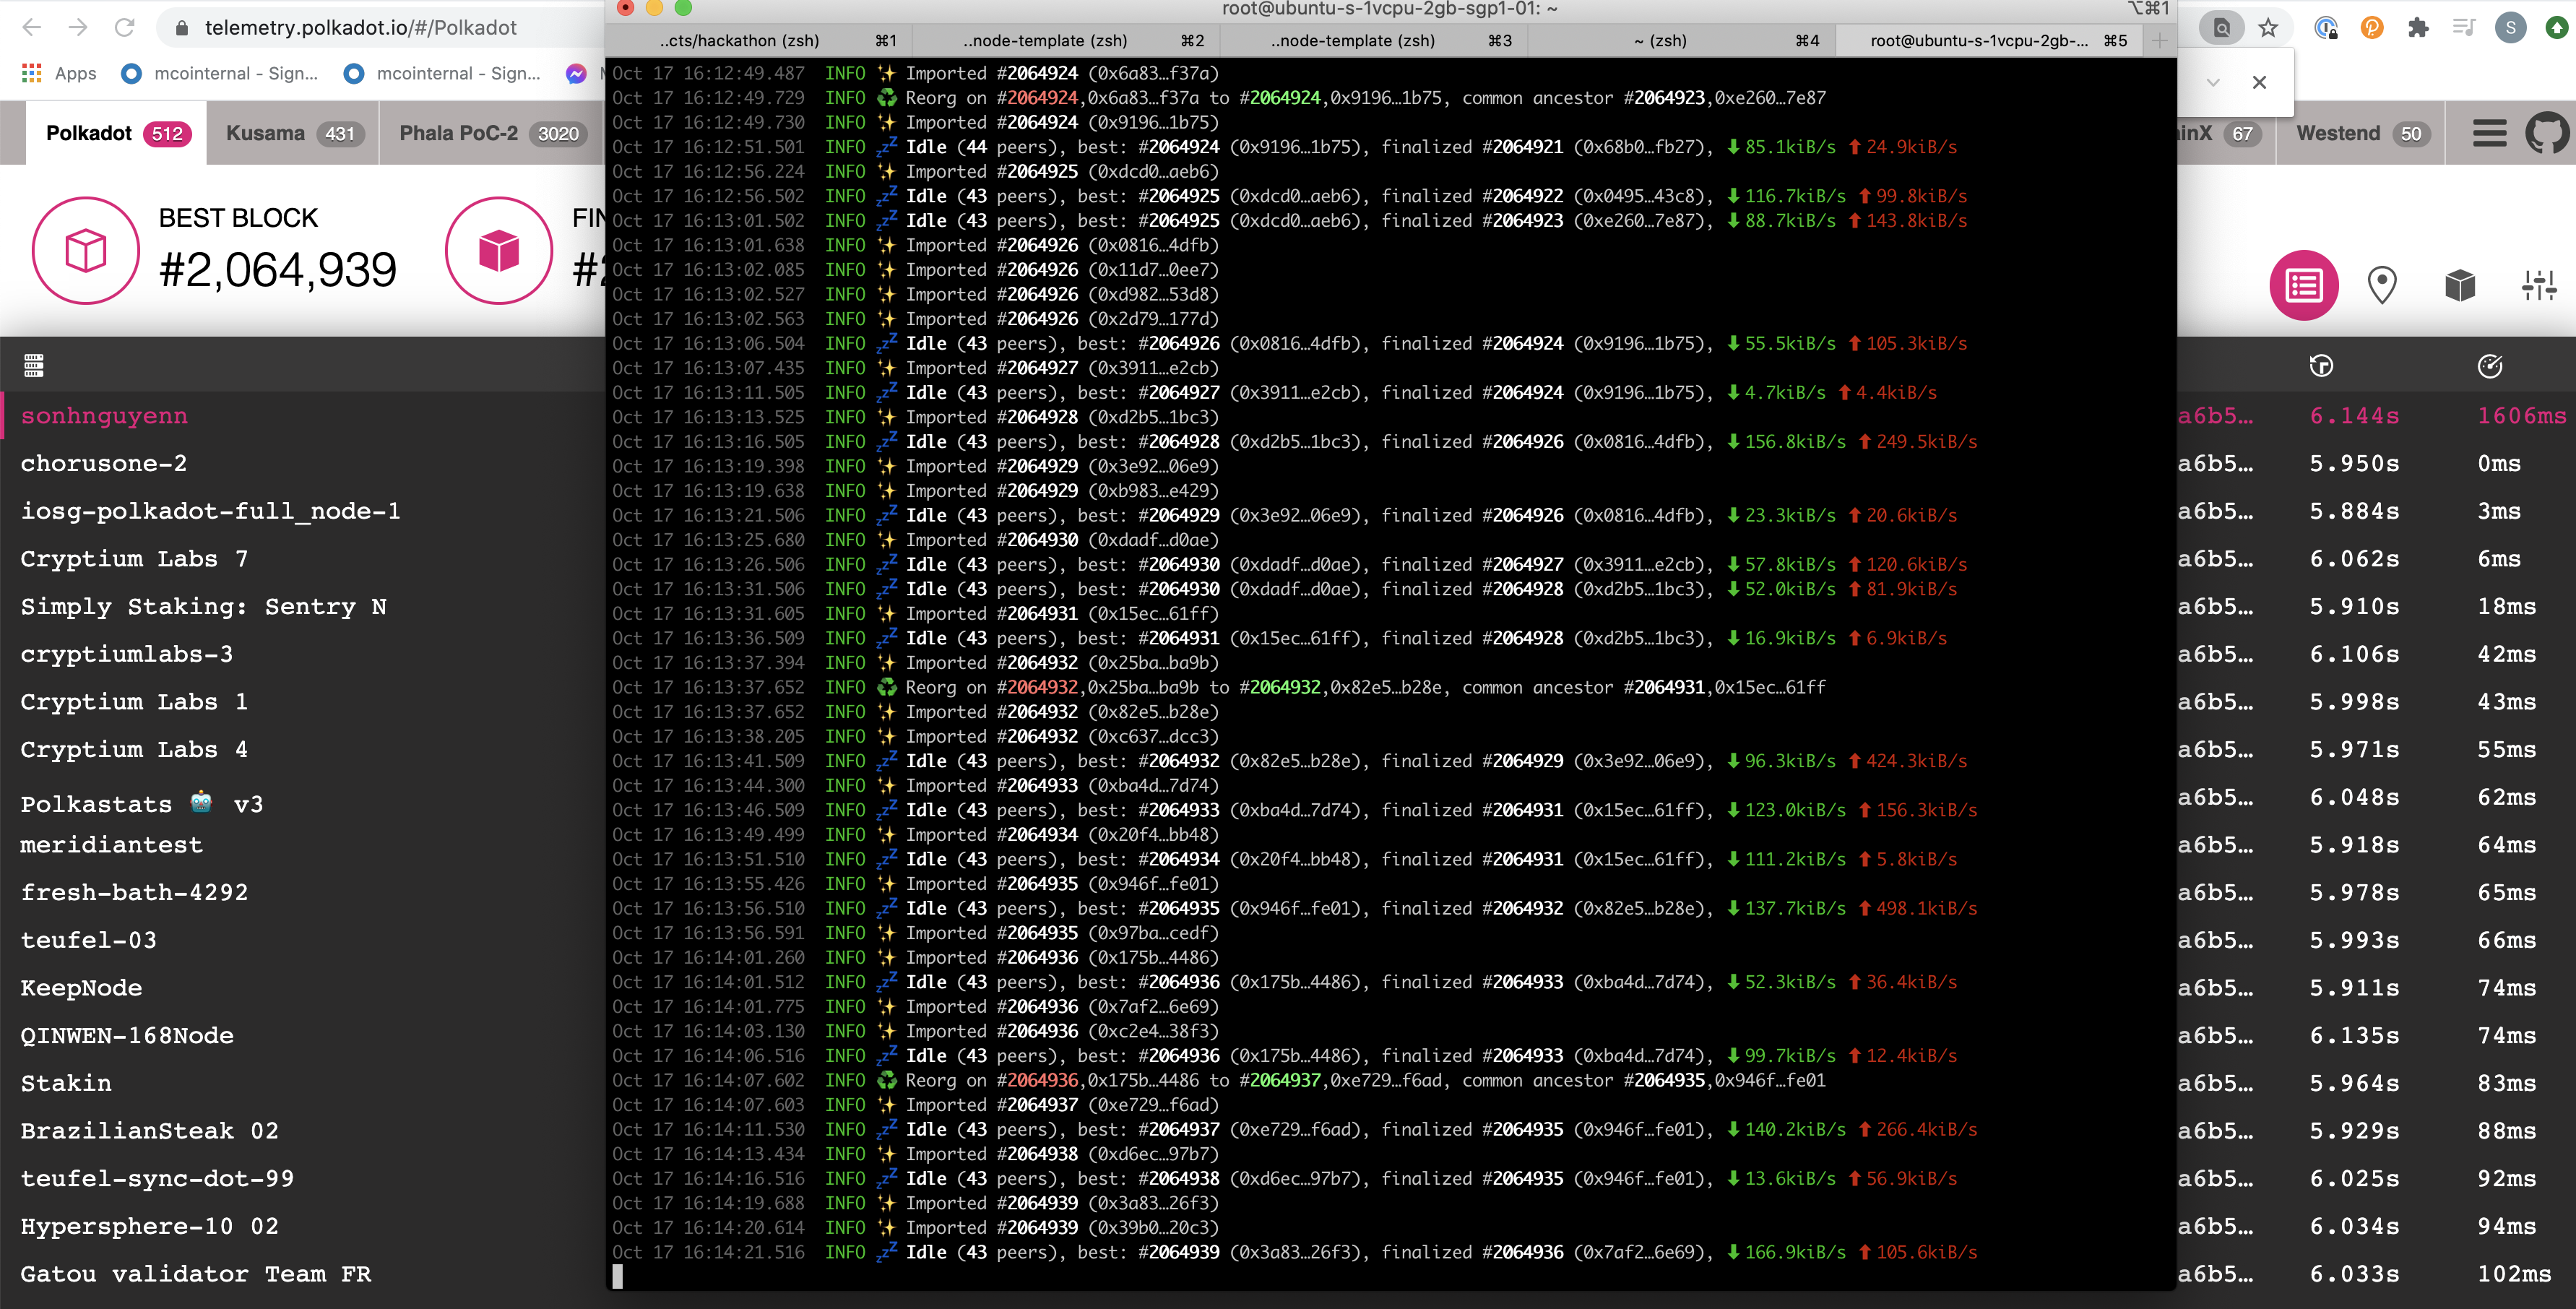 root@ubuntu-s-1vcpu-2gb-sgp1-01: ~
⌥⌘1
telemetry.polkadot.io/#/Polkadot
..cts/hackathon (zsh) ⌘1
..node-template (zsh) ⌘2
..node-template (zsh) ⌘3
~ (zsh) ⌘4
root@ubuntu-s-1vcpu-2gb-... ⌘5
S
Apps
mcointernal - Sign...
mcointernal - Sign...
Polkadot 512
Kusama 431
Phala PoC-2 3020
inX 67
Westend 50
BEST BLOCK
#2,064,939
FIN
Oct 17 16:12:49.487 INFO ✨ Imported #2064924 (0x6a83…f37a)
Oct 17 16:12:49.729 INFO ♻️ Reorg on #2064924,0x6a83…f37a to #2064924,0x9196…1b75, common ancestor #2064923,0xe260…7e87
Oct 17 16:12:49.730 INFO ✨ Imported #2064924 (0x9196…1b75)
Oct 17 16:12:51.501 INFO 💤 Idle (44 peers), best: #2064924 (0x9196…1b75), finalized #2064921 (0x68b0…fb27), ⬇ 85.1kiB/s ⬆ 24.9kiB/s
Oct 17 16:12:56.224 INFO ✨ Imported #2064925 (0xdcd0…aeb6)
Oct 17 16:12:56.502 INFO 💤 Idle (43 peers), best: #2064925 (0xdcd0…aeb6), finalized #2064922 (0x0495…43c8), ⬇ 116.7kiB/s ⬆ 99.8kiB/s
Oct 17 16:13:01.502 INFO 💤 Idle (43 peers), best: #2064925 (0xdcd0…aeb6), finalized #2064923 (0xe260…7e87), ⬇ 88.7kiB/s ⬆ 143.8kiB/s
Oct 17 16:13:01.638 INFO ✨ Imported #2064926 (0x0816…4dfb)
Oct 17 16:13:02.085 INFO ✨ Imported #2064926 (0x11d7…0ee7)
Oct 17 16:13:02.527 INFO ✨ Imported #2064926 (0xd982…53d8)
Oct 17 16:13:02.563 INFO ✨ Imported #2064926 (0x2d79…177d)
Oct 17 16:13:06.504 INFO 💤 Idle (43 peers), best: #2064926 (0x0816…4dfb), finalized #2064924 (0x9196…1b75), ⬇ 55.5kiB/s ⬆ 105.3kiB/s
Oct 17 16:13:07.435 INFO ✨ Imported #2064927 (0x3911…e2cb)
Oct 17 16:13:11.505 INFO 💤 Idle (43 peers), best: #2064927 (0x3911…e2cb), finalized #2064924 (0x9196…1b75), ⬇ 4.7kiB/s ⬆ 4.4kiB/s
Oct 17 16:13:13.525 INFO ✨ Imported #2064928 (0xd2b5…1bc3)
Oct 17 16:13:16.505 INFO 💤 Idle (43 peers), best: #2064928 (0xd2b5…1bc3), finalized #2064926 (0x0816…4dfb), ⬇ 156.8kiB/s ⬆ 249.5kiB/s
Oct 17 16:13:19.398 INFO ✨ Imported #2064929 (0x3e92…06e9)
Oct 17 16:13:19.638 INFO ✨ Imported #2064929 (0xb983…e429)
Oct 17 16:13:21.506 INFO 💤 Idle (43 peers), best: #2064929 (0x3e92…06e9), finalized #2064926 (0x0816…4dfb), ⬇ 23.3kiB/s ⬆ 20.6kiB/s
Oct 17 16:13:25.680 INFO ✨ Imported #2064930 (0xdadf…d0ae)
Oct 17 16:13:26.506 INFO 💤 Idle (43 peers), best: #2064930 (0xdadf…d0ae), finalized #2064927 (0x3911…e2cb), ⬇ 57.8kiB/s ⬆ 120.6kiB/s
Oct 17 16:13:31.506 INFO 💤 Idle (43 peers), best: #2064930 (0xdadf…d0ae), finalized #2064928 (0xd2b5…1bc3), ⬇ 52.0kiB/s ⬆ 81.9kiB/s
Oct 17 16:13:31.605 INFO ✨ Imported #2064931 (0x15ec…61ff)
Oct 17 16:13:36.509 INFO 💤 Idle (43 peers), best: #2064931 (0x15ec…61ff), finalized #2064928 (0xd2b5…1bc3), ⬇ 16.9kiB/s ⬆ 6.9kiB/s
Oct 17 16:13:37.394 INFO ✨ Imported #2064932 (0x25ba…ba9b)
Oct 17 16:13:37.652 INFO ♻️ Reorg on #2064932,0x25ba…ba9b to #2064932,0x82e5…b28e, common ancestor #2064931,0x15ec…61ff
Oct 17 16:13:37.652 INFO ✨ Imported #2064932 (0x82e5…b28e)
Oct 17 16:13:38.205 INFO ✨ Imported #2064932 (0xc637…dcc3)
Oct 17 16:13:41.509 INFO 💤 Idle (43 peers), best: #2064932 (0x82e5…b28e), finalized #2064929 (0x3e92…06e9), ⬇ 96.3kiB/s ⬆ 424.3kiB/s
Oct 17 16:13:44.300 INFO ✨ Imported #2064933 (0xba4d…7d74)
Oct 17 16:13:46.509 INFO 💤 Idle (43 peers), best: #2064933 (0xba4d…7d74), finalized #2064931 (0x15ec…61ff), ⬇ 123.0kiB/s ⬆ 156.3kiB/s
Oct 17 16:13:49.499 INFO ✨ Imported #2064934 (0x20f4…bb48)
Oct 17 16:13:51.510 INFO 💤 Idle (43 peers), best: #2064934 (0x20f4…bb48), finalized #2064931 (0x15ec…61ff), ⬇ 111.2kiB/s ⬆ 5.8kiB/s
Oct 17 16:13:55.426 INFO ✨ Imported #2064935 (0x946f…fe01)
Oct 17 16:13:56.510 INFO 💤 Idle (43 peers), best: #2064935 (0x946f…fe01), finalized #2064932 (0x82e5…b28e), ⬇ 137.7kiB/s ⬆ 498.1kiB/s
Oct 17 16:13:56.591 INFO ✨ Imported #2064935 (0x97ba…cedf)
Oct 17 16:14:01.260 INFO ✨ Imported #2064936 (0x175b…4486)
Oct 17 16:14:01.512 INFO 💤 Idle (43 peers), best: #2064936 (0x175b…4486), finalized #2064933 (0xba4d…7d74), ⬇ 52.3kiB/s ⬆ 36.4kiB/s
Oct 17 16:14:01.775 INFO ✨ Imported #2064936 (0x7af2…6e69)
Oct 17 16:14:03.130 INFO ✨ Imported #2064936 (0xc2e4…38f3)
Oct 17 16:14:06.516 INFO 💤 Idle (43 peers), best: #2064936 (0x175b…4486), finalized #2064933 (0xba4d…7d74), ⬇ 99.7kiB/s ⬆ 12.4kiB/s
Oct 17 16:14:07.602 INFO ♻️ Reorg on #2064936,0x175b…4486 to #2064937,0xe729…f6ad, common ancestor #2064935,0x946f…fe01
Oct 17 16:14:07.603 INFO ✨ Imported #2064937 (0xe729…f6ad)
Oct 17 16:14:11.530 INFO 💤 Idle (43 peers), best: #2064937 (0xe729…f6ad), finalized #2064935 (0x946f…fe01), ⬇ 140.2kiB/s ⬆ 266.4kiB/s
Oct 17 16:14:13.434 INFO ✨ Imported #2064938 (0xd6ec…97b7)
Oct 17 16:14:16.516 INFO 💤 Idle (43 peers), best: #2064938 (0xd6ec…97b7), finalized #2064935 (0x946f…fe01), ⬇ 13.6kiB/s ⬆ 56.9kiB/s
Oct 17 16:14:19.688 INFO ✨ Imported #2064939 (0x3a83…26f3)
Oct 17 16:14:20.614 INFO ✨ Imported #2064939 (0x39b0…20c3)
Oct 17 16:14:21.516 INFO 💤 Idle (43 peers), best: #2064939 (0x3a83…26f3), finalized #2064936 (0x7af2…6e69), ⬇ 166.9kiB/s ⬆ 105.6kiB/s
sonhnguyenn a6b5… 6.144s 1606ms
chorusone-2 a6b5… 5.950s 0ms
iosg-polkadot-full_node-1 a6b5… 5.884s 3ms
Cryptium Labs 7 a6b5… 6.062s 6ms
Simply Staking: Sentry N a6b5… 5.910s 18ms
cryptiumlabs-3 a6b5… 6.106s 42ms
Cryptium Labs 1 a6b5… 5.998s 43ms
Cryptium Labs 4 a6b5… 5.971s 55ms
Polkastats 🤖 v3 a6b5… 6.048s 62ms
meridiantest a6b5… 5.918s 64ms
fresh-bath-4292 a6b5… 5.978s 65ms
teufel-03 a6b5… 5.993s 66ms
KeepNode a6b5… 5.911s 74ms
QINWEN-168Node a6b5… 6.135s 74ms
Stakin a6b5… 5.964s 83ms
BrazilianSteak 02 a6b5… 5.929s 88ms
teufel-sync-dot-99 a6b5… 6.025s 92ms
Hypersphere-10 02 a6b5… 6.034s 94ms
Gatou validator Team FR a6b5… 6.033s 102ms